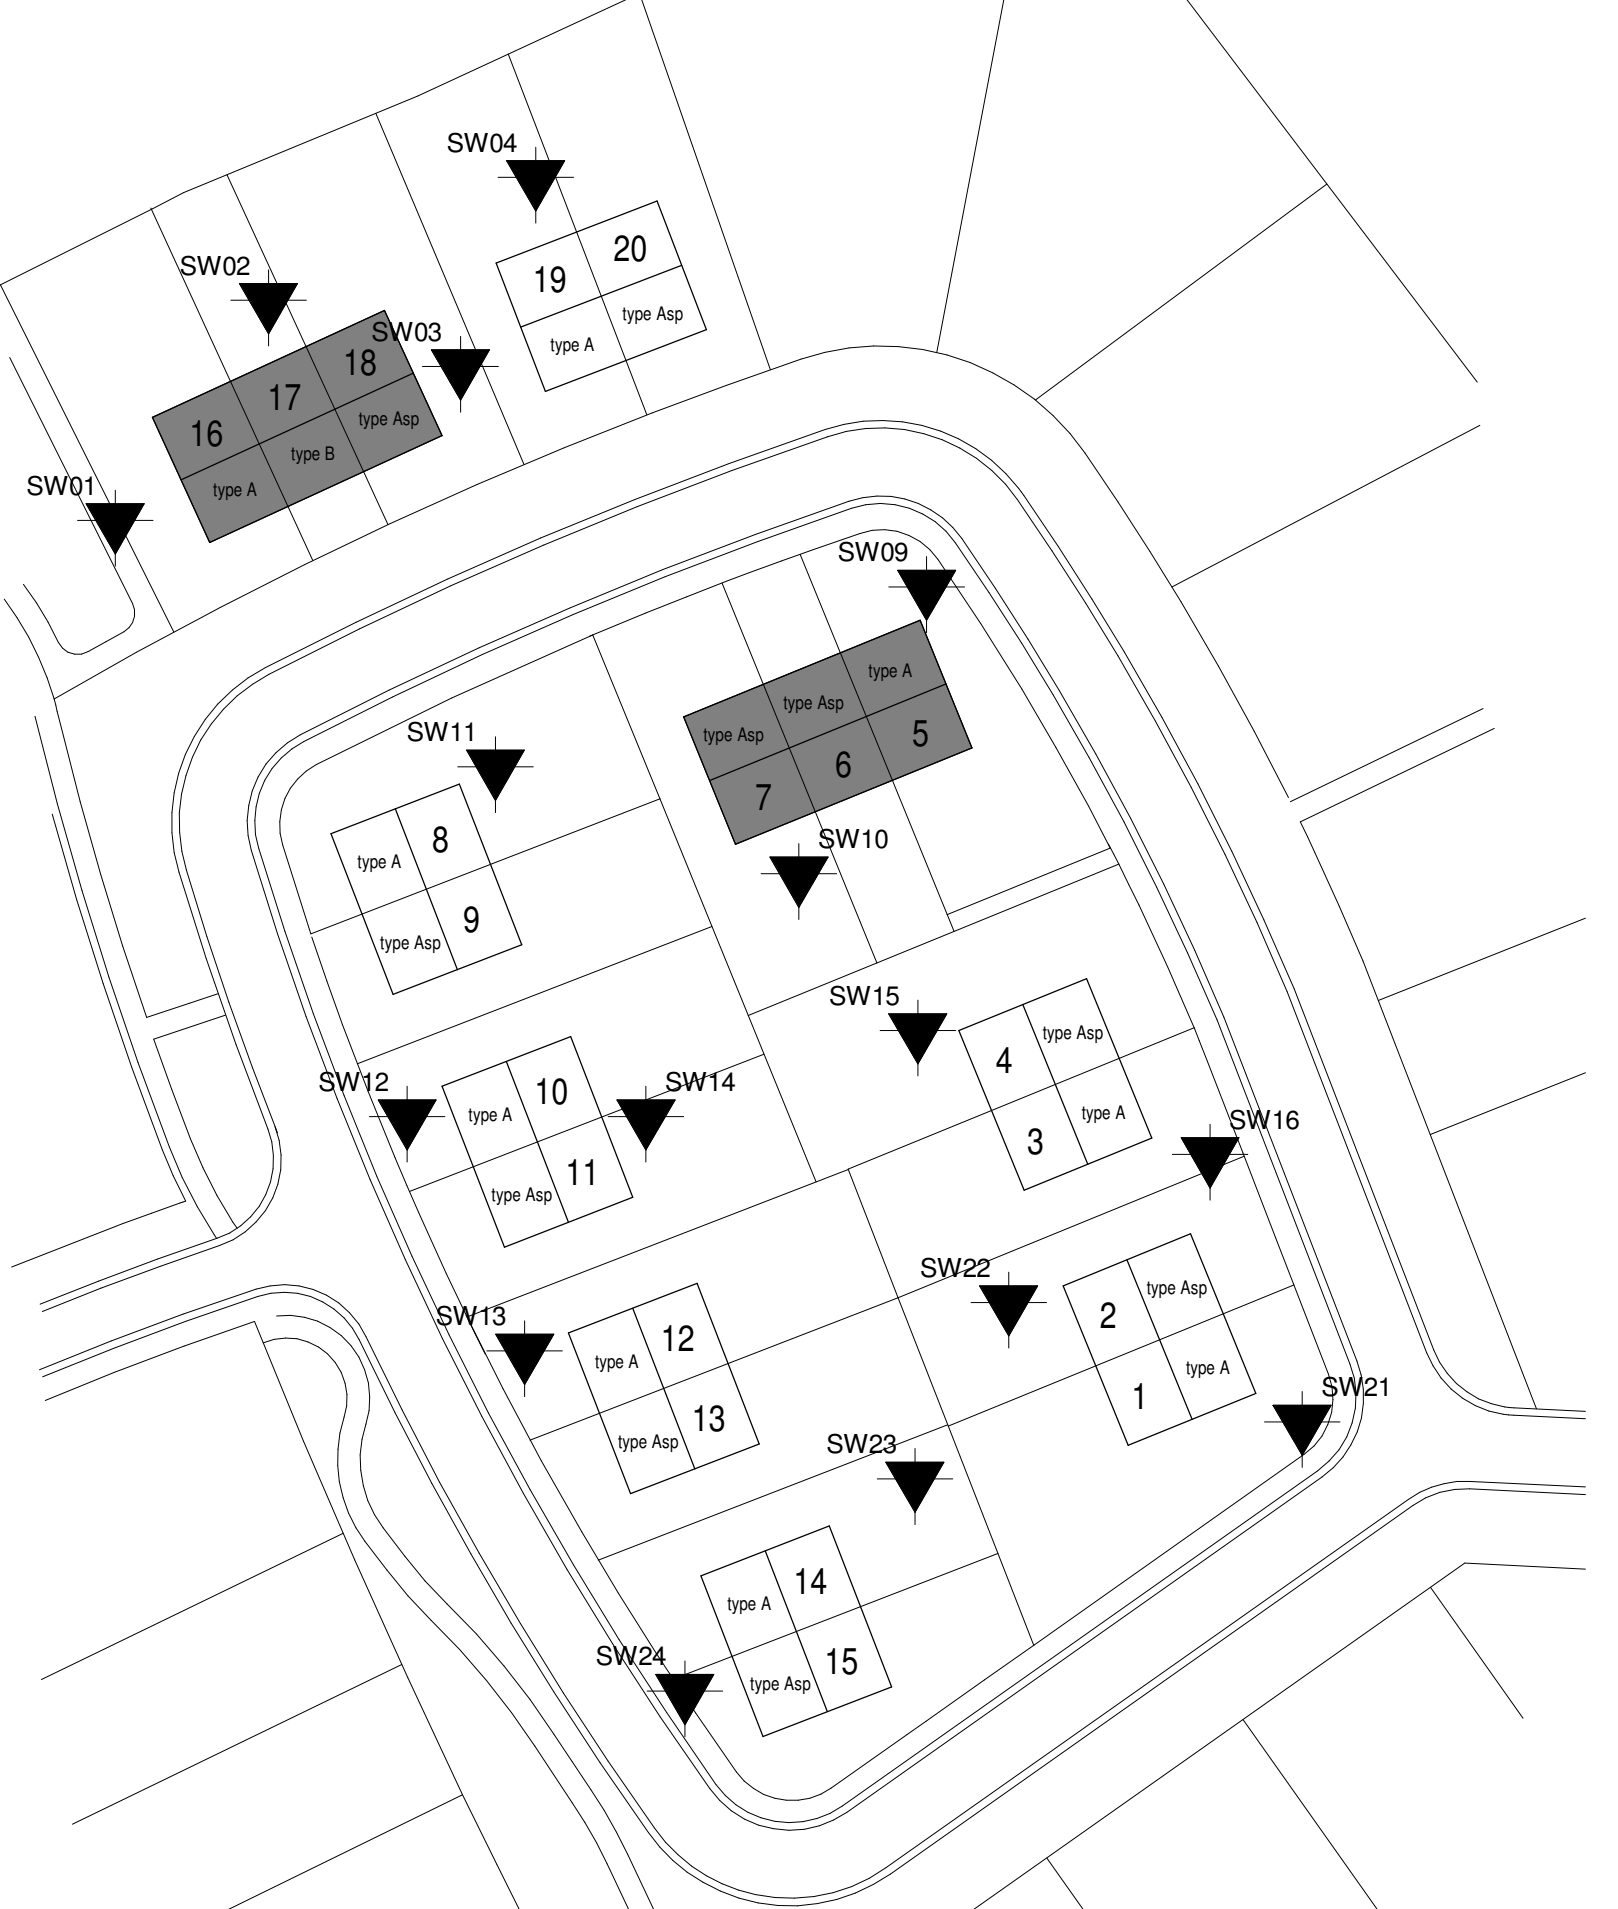 SW04
20
19
type Asp
type A
SW02
SW03
18
17
16
type Asp
type B
type A
SW01
SW09
type A
type Asp
type Asp
5
6
7
SW10
SW11
8
type A
9
type Asp
SW15
type Asp
4
type A
3
SW12
SW14
10
type A
11
type Asp
SW16
SW22
type Asp
2
type A
1
SW21
SW13
12
type A
13
type Asp
SW23
14
type A
15
type Asp
SW24